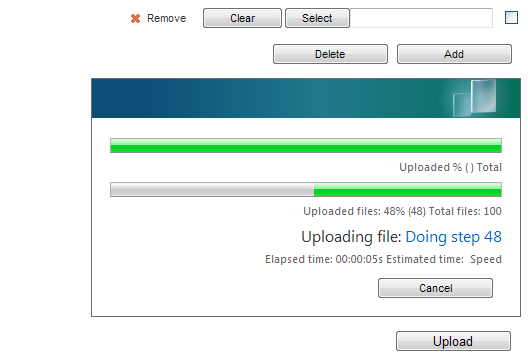 Remove Clear Select
Delete Add
Uploaded % ( ) Total
Uploaded files: 48% (48) Total files: 100
Uploading file: Doing step 48
Elapsed time: 00:00:05s Estimated time: Speed
Cancel
Upload